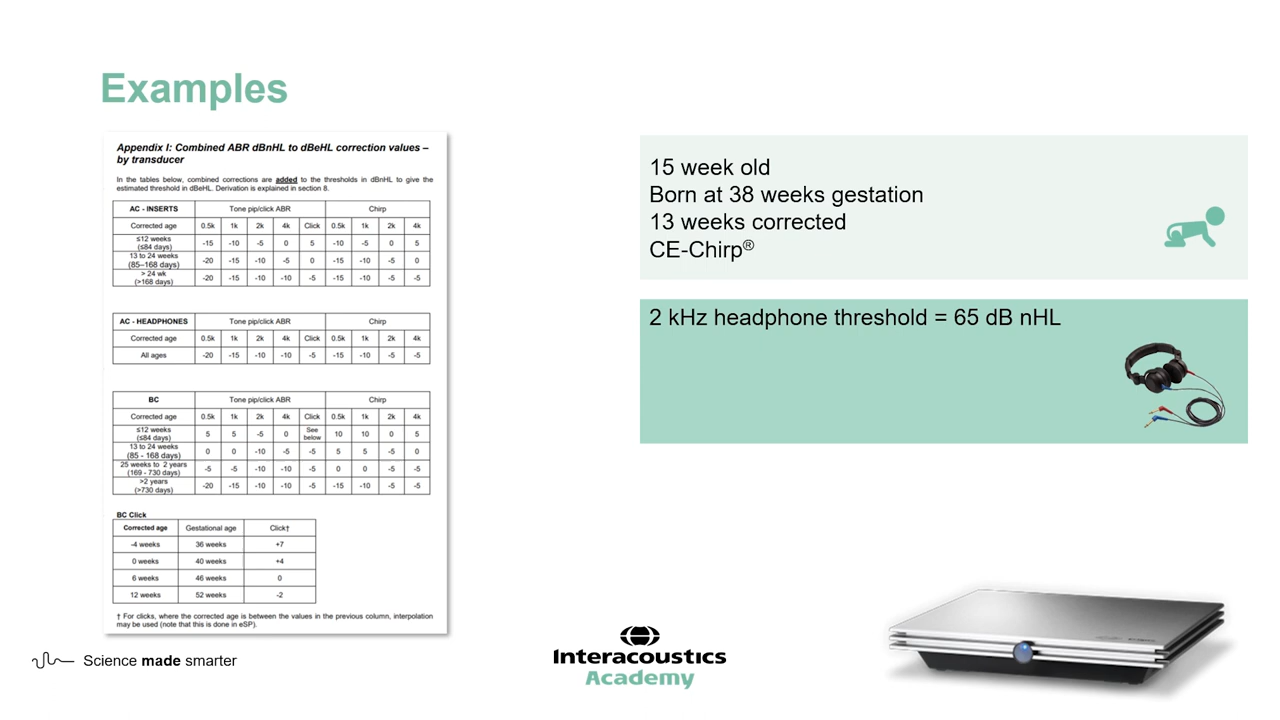 Examples
Appendix I: Combined ABR dBnHL to dBeHL correction values –
by transducer
In the tables below, combined corrections are added to the thresholds in dBnHL to give the
estimated threshold in dBeHL. Derivation is explained in section 8.
AC - INSERTS Tone pip/click ABR Chirp
Corrected age 0.5k 1k 2k 4k Click 0.5k 1k 2k 4k
≤12 weeks
(≤84 days) -15 -10 -5 0 5 -10 -5 0 5
13 to 24 weeks
(85–168 days) -20 -15 -10 -5 0 -15 -10 -5 0
> 24 wk
(>168 days) -20 -15 -10 -10 -5 -15 -10 -5 -5
AC - HEADPHONES Tone pip/click ABR Chirp
Corrected age 0.5k 1k 2k 4k Click 0.5k 1k 2k 4k
All ages -20 -15 -10 -10 -5 -15 -10 -5 -5
BC Tone pip/click ABR Chirp
Corrected age 0.5k 1k 2k 4k Click 0.5k 1k 2k 4k
≤12 weeks
(≤84 days) 5 5 -5 0 See below 10 10 0 5
13 to 24 weeks
(85 - 168 days) 0 0 -10 -5 -5 5 5 -5 0
25 weeks to 2 years
(169 - 730 days) -5 -5 -10 -10 -5 0 0 -5 -5
>2 years
(>730 days) -20 -15 -10 -10 -5 -15 -10 -5 -5
BC Click
Corrected age Gestational age Click†
-4 weeks 36 weeks +7
0 weeks 40 weeks +4
6 weeks 46 weeks 0
12 weeks 52 weeks -2
† For clicks, where the corrected age is between the values in the previous column, interpolation
may be used (note that this is done in eSP).
15 week old
Born at 38 weeks gestation
13 weeks corrected
CE-Chirp®
2 kHz headphone threshold = 65 dB nHL
Science made smarter
Interacoustics
Academy